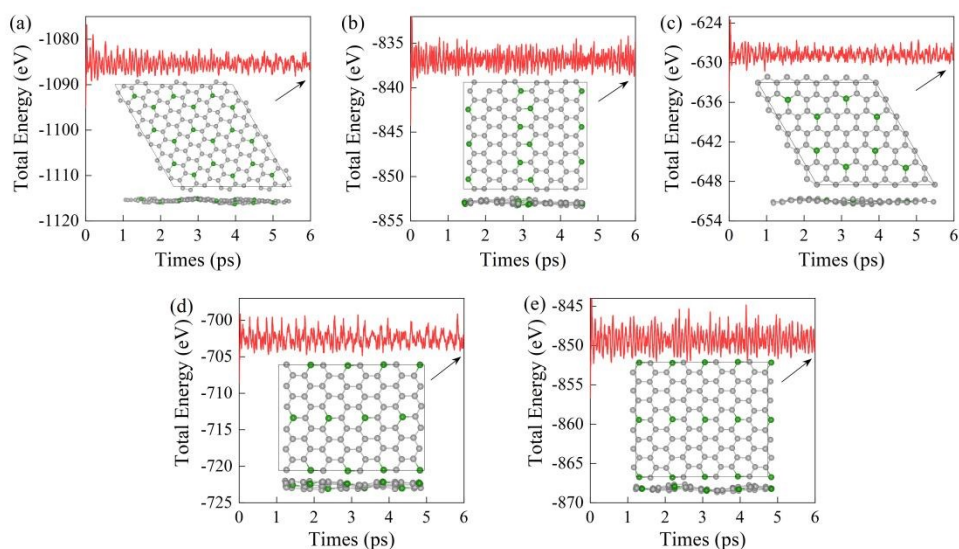 (a)
Total Energy (eV)
-1080
-1090
-1100
-1110
-1120
0 1 2 3 4 5 6
Times (ps)
(b)
Total Energy (eV)
-835
-840
-845
-850
-855
0 1 2 3 4 5 6
Times (ps)
(c)
Total Energy (eV)
-624
-630
-636
-642
-648
-654
0 1 2 3 4 5 6
Times (ps)
(d)
Total Energy (eV)
-700
-705
-710
-715
-720
-725
0 1 2 3 4 5 6
Times (ps)
(e)
Total Energy (eV)
-845
-850
-855
-860
-865
-870
0 1 2 3 4 5 6
Times (ps)